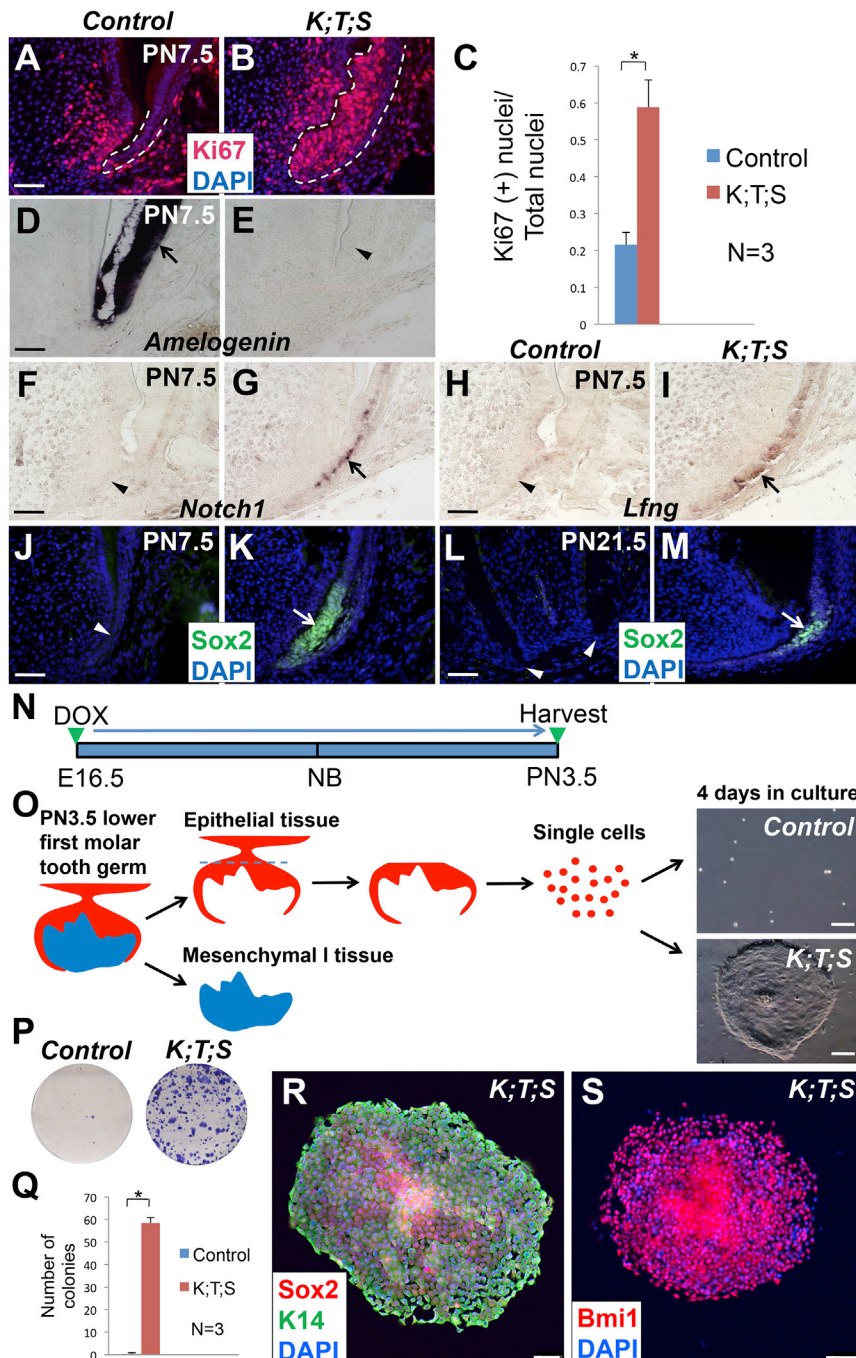 Control
K;T;S
A
PN7.5
B
Ki67
DAPI
C
Ki67 (+) nuclei/
Total nuclei
0.7
0.6
0.5
0.4
0.3
0.2
0.1
0
*
Control
K;T;S
N=3
D
PN7.5
E
Amelogenin
Control
K;T;S
F
PN7.5
G
Notch1
H
PN7.5
I
Lfng
J
PN7.5
K
Sox2
DAPI
L
PN21.5
M
Sox2
DAPI
N
DOX
Harvest
E16.5
NB
PN3.5
O
PN3.5 lower
first molar
tooth germ
Epithelial tissue
Mesenchymal I tissue
Single cells
4 days in culture
Control
K;T;S
P
Control
K;T;S
Q
Number of
colonies
70
60
50
40
30
20
10
0
*
Control
K;T;S
N=3
R
K;T;S
Sox2
K14
DAPI
S
K;T;S
Bmi1
DAPI